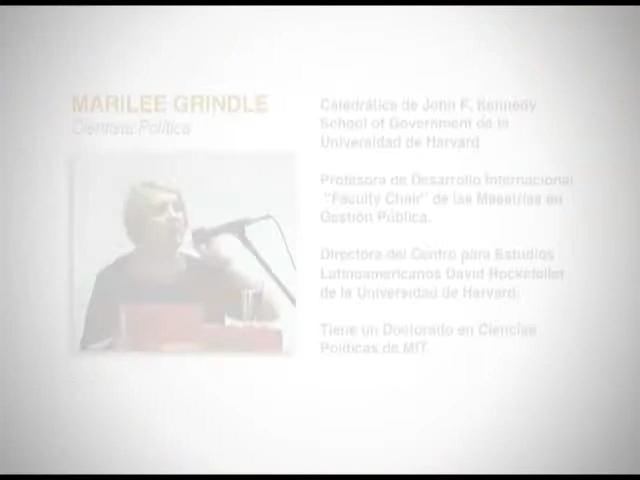 MARILEE GRINDLE
Cientista Política
Catedrática de John F. Kennedy
School of Government de la
Universidad de Harvard
Profesora de Desarrollo Internacional
"Faculty Chair" de las Maestrías en
Gestión Pública.
Directora del Centro para Estudios
Latinoamericanos David Rockefeller
de la Universidad de Harvard.
Tiene un Doctorado en Ciencias
Políticas de MIT